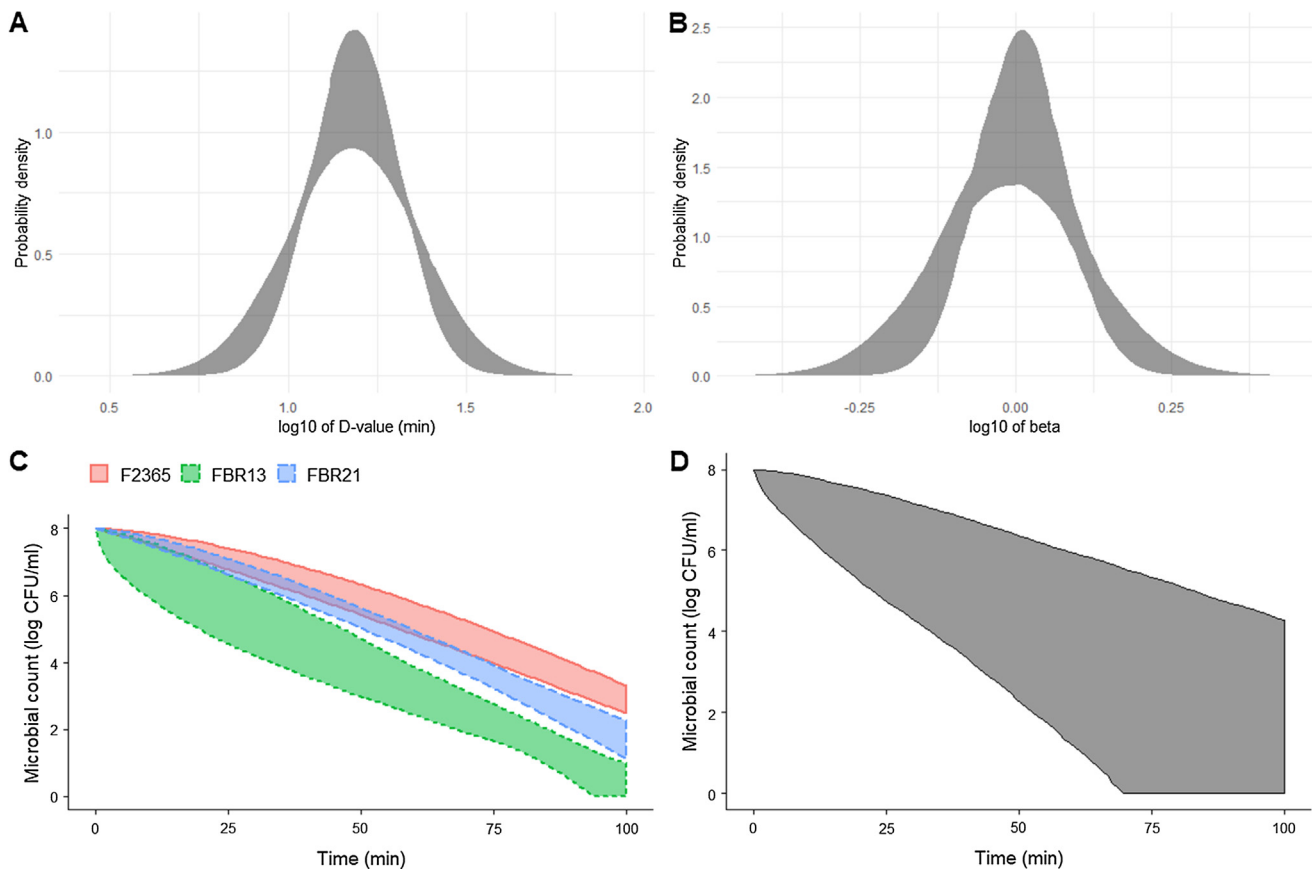 A
Probability density
1.0
0.5
0.0
0.5
1.0
1.5
2.0
log10 of D-value (min)
B
Probability density
2.5
2.0
1.5
1.0
0.5
0.0
-0.25
0.00
0.25
log10 of beta
C
F2365
FBR13
FBR21
Microbial count (log CFU/ml)
8
6
4
2
0
0
25
50
75
100
Time (min)
D
Microbial count (log CFU/ml)
8
6
4
2
0
0
25
50
75
100
Time (min)